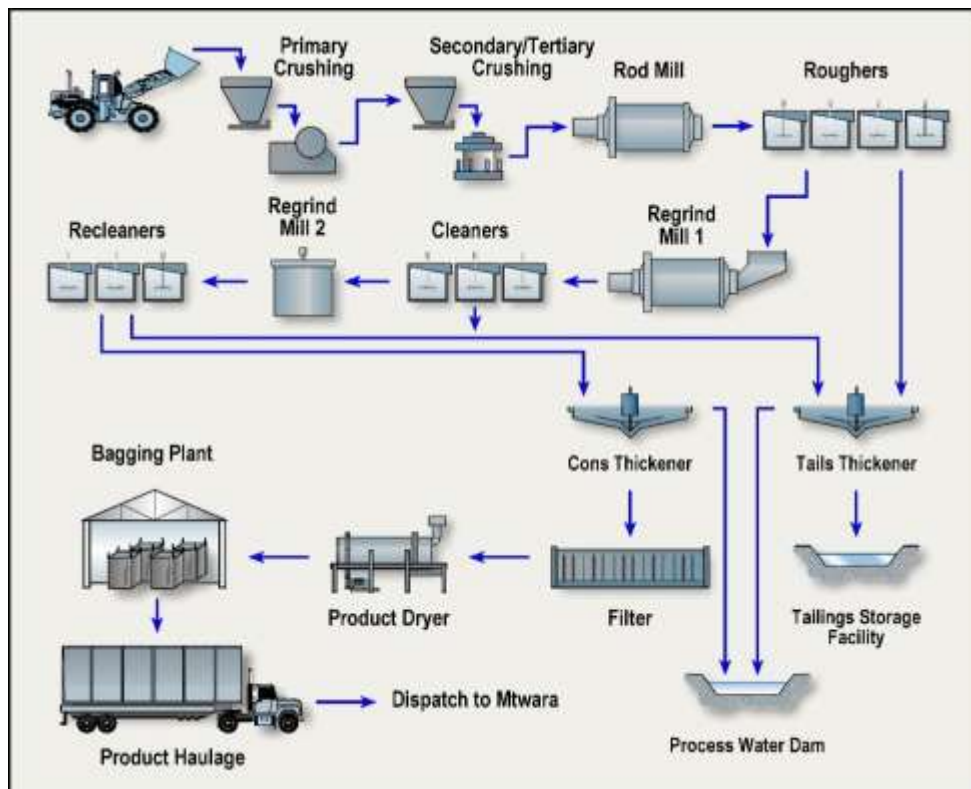 Primary
Crushing
Secondary/Tertiary
Crushing
Rod Mill
Roughers
Recleaners
Regrind
Mill 2
Cleaners
Regrind
Mill 1
Cons Thickener
Tails Thickener
Bagging Plant
Product Dryer
Filter
Tailings Storage
Facility
Product Haulage
Dispatch to Mtwara
Process Water Dam